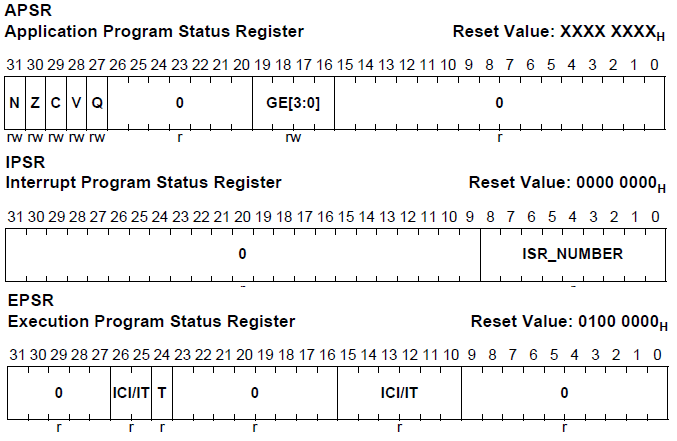 APSR
Application Program Status Register Reset Value: XXXX XXXXH
31 30 29 28 27 26 25 24 23 22 21 20 19 18 17 16 15 14 13 12 11 10 9 8 7 6 5 4 3 2 1 0
N Z C V Q 0 GE[3:0] 0
rw rw rw rw rw r rw r
IPSR
Interrupt Program Status Register Reset Value: 0000 0000H
31 30 29 28 27 26 25 24 23 22 21 20 19 18 17 16 15 14 13 12 11 10 9 8 7 6 5 4 3 2 1 0
0 ISR_NUMBER
EPSR
Execution Program Status Register Reset Value: 0100 0000H
31 30 29 28 27 26 25 24 23 22 21 20 19 18 17 16 15 14 13 12 11 10 9 8 7 6 5 4 3 2 1 0
0 ICI/IT T 0 ICI/IT 0
r r r r r r